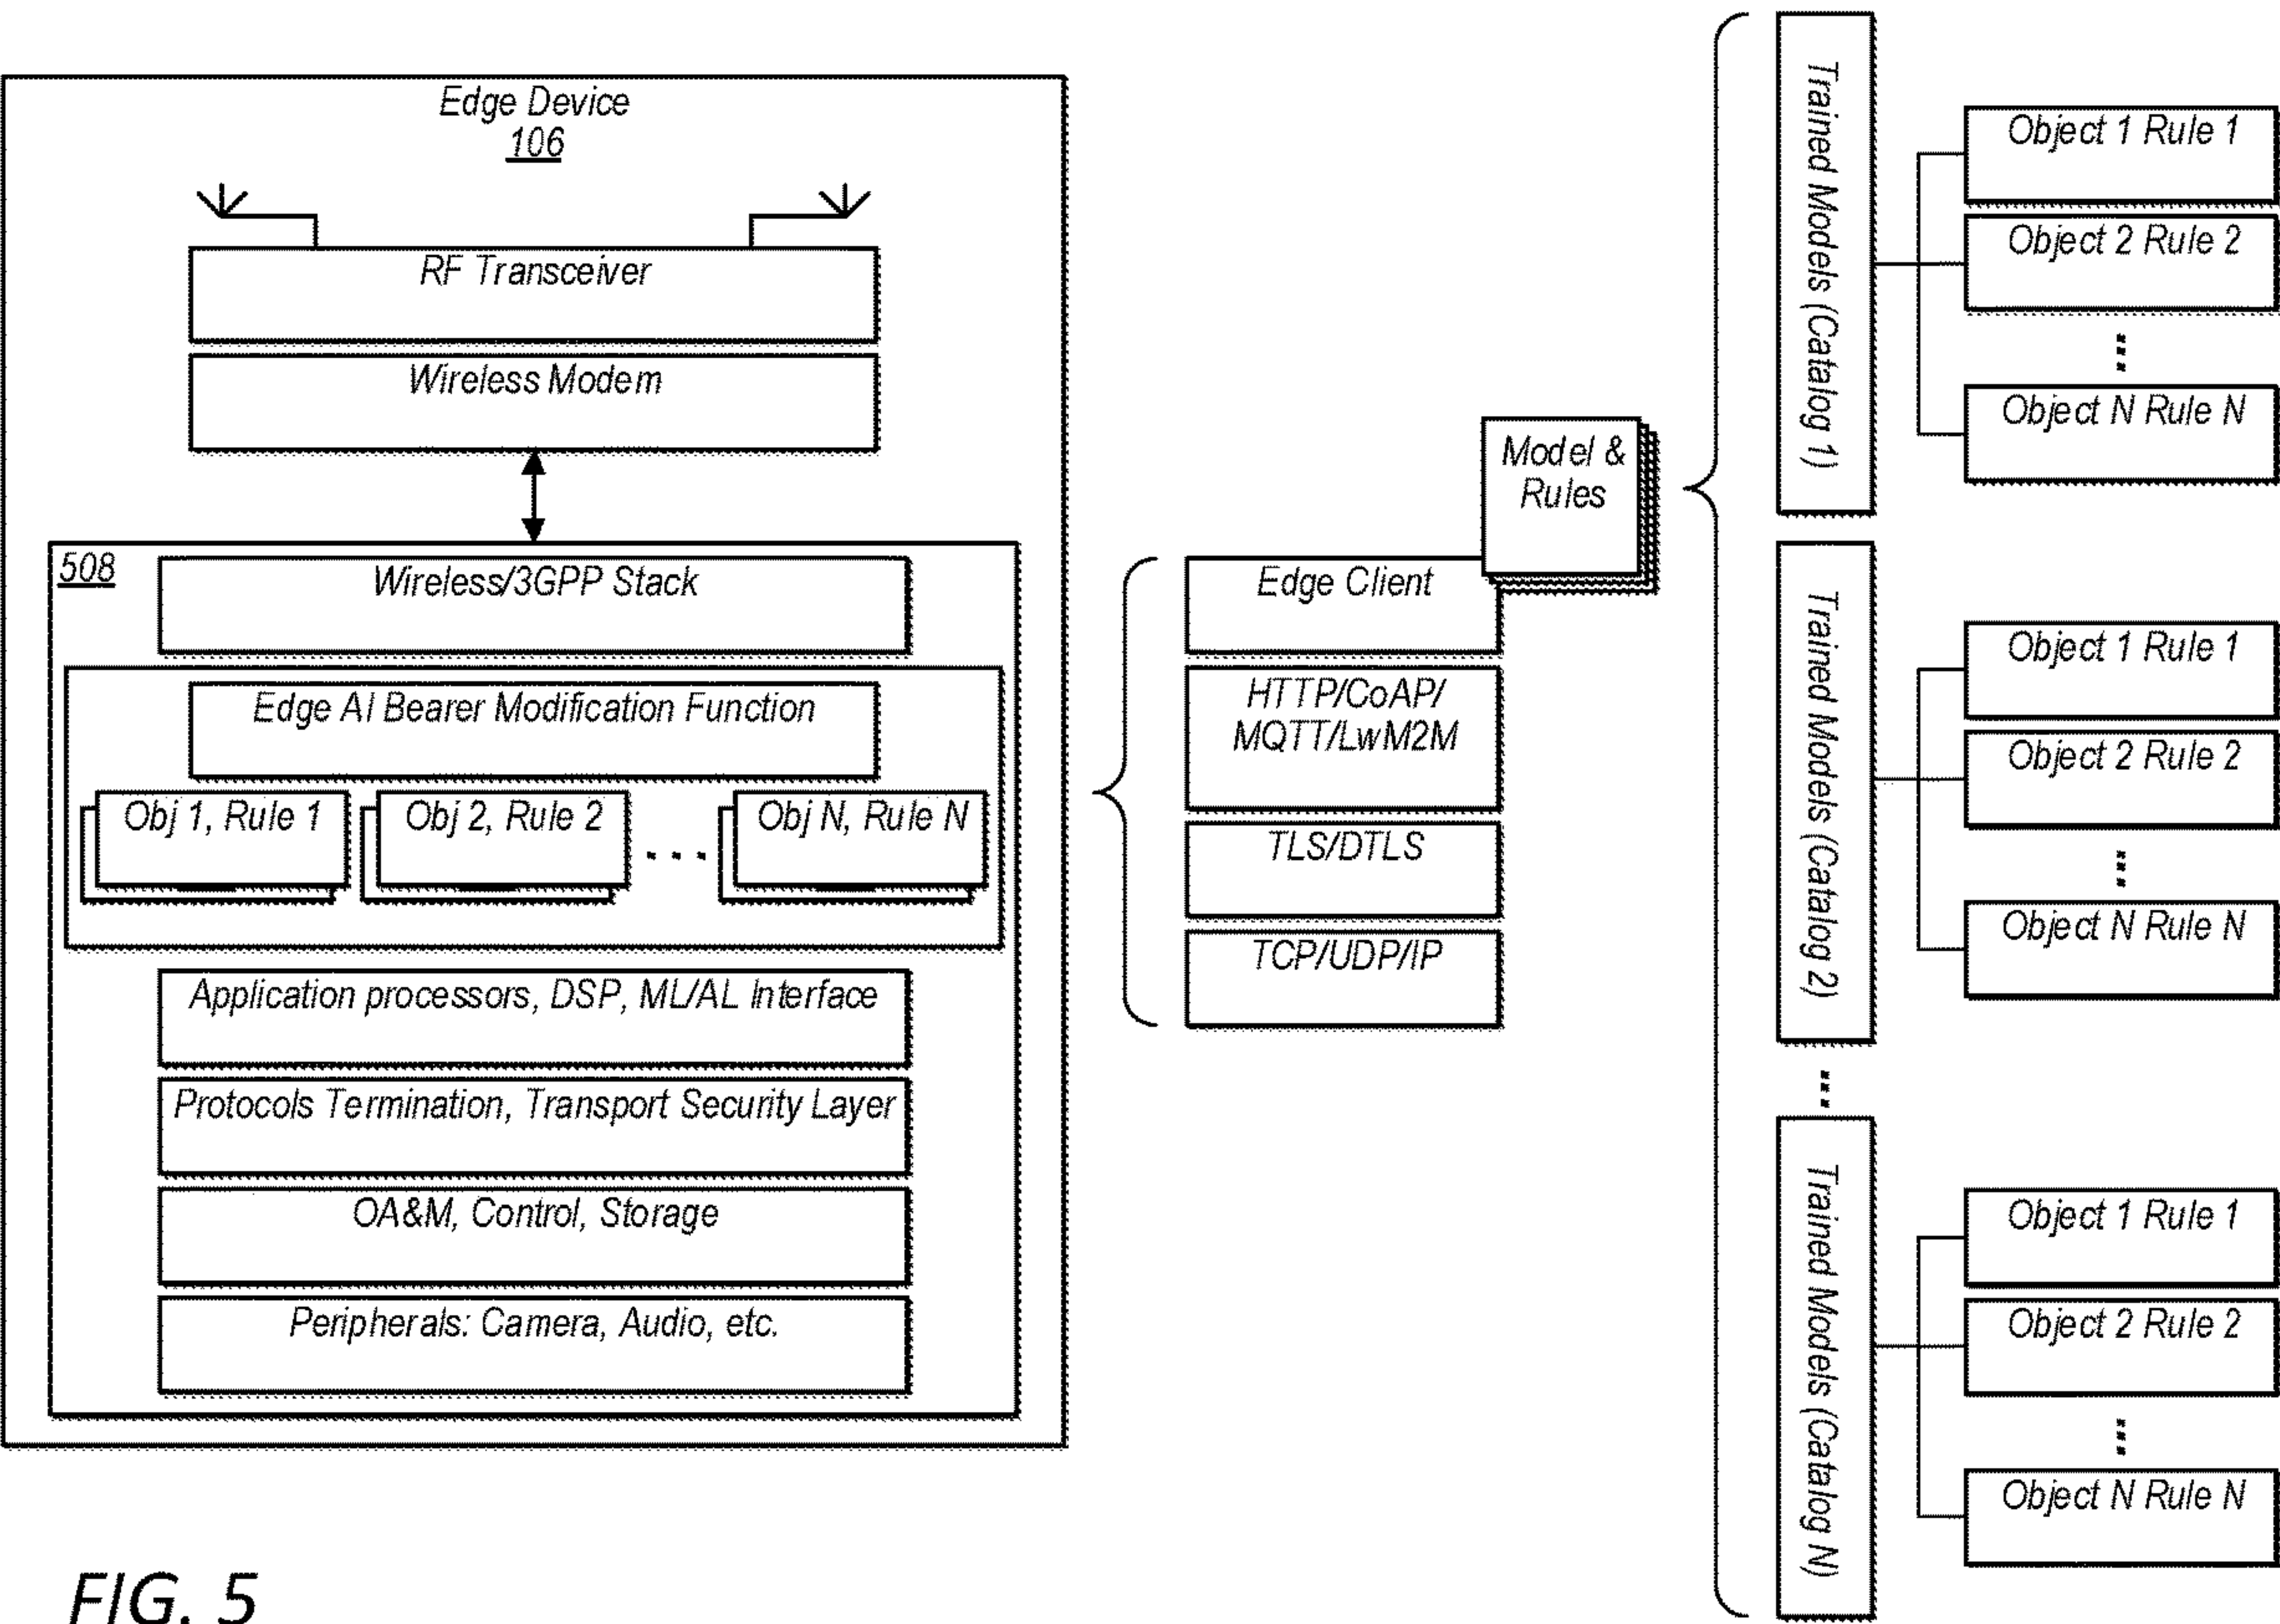 Edge Device
106
RF Transceiver
Wireless Modem
508
Wireless/3GPP Stack
Edge AI Bearer Modification Function
Obj 1, Rule 1
Obj 2, Rule 2
...
Obj N, Rule N
Application processors, DSP, ML/AL Interface
Protocols Termination, Transport Security Layer
OA&M, Control, Storage
Peripherals: Camera, Audio, etc.
Edge Client
HTTP/CoAP/
MQTT/LwM2M
TLS/DTLS
TCP/UDP/IP
Model &
Rules
Trained Models (Catalog 1)
Object 1 Rule 1
Object 2 Rule 2
...
Object N Rule N
Trained Models (Catalog 2)
Object 1 Rule 1
Object 2 Rule 2
...
Object N Rule N
...
Trained Models (Catalog N)
Object 1 Rule 1
Object 2 Rule 2
...
Object N Rule N
FIG. 5